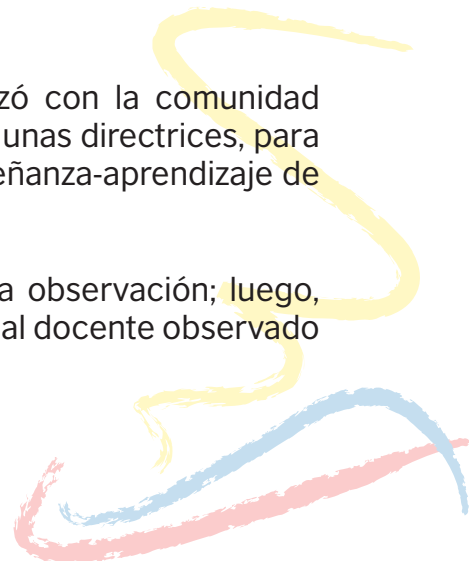 zó con la comunidad
unas directrices, para
eñanza-aprendizaje de
a observación; luego,
al docente observado